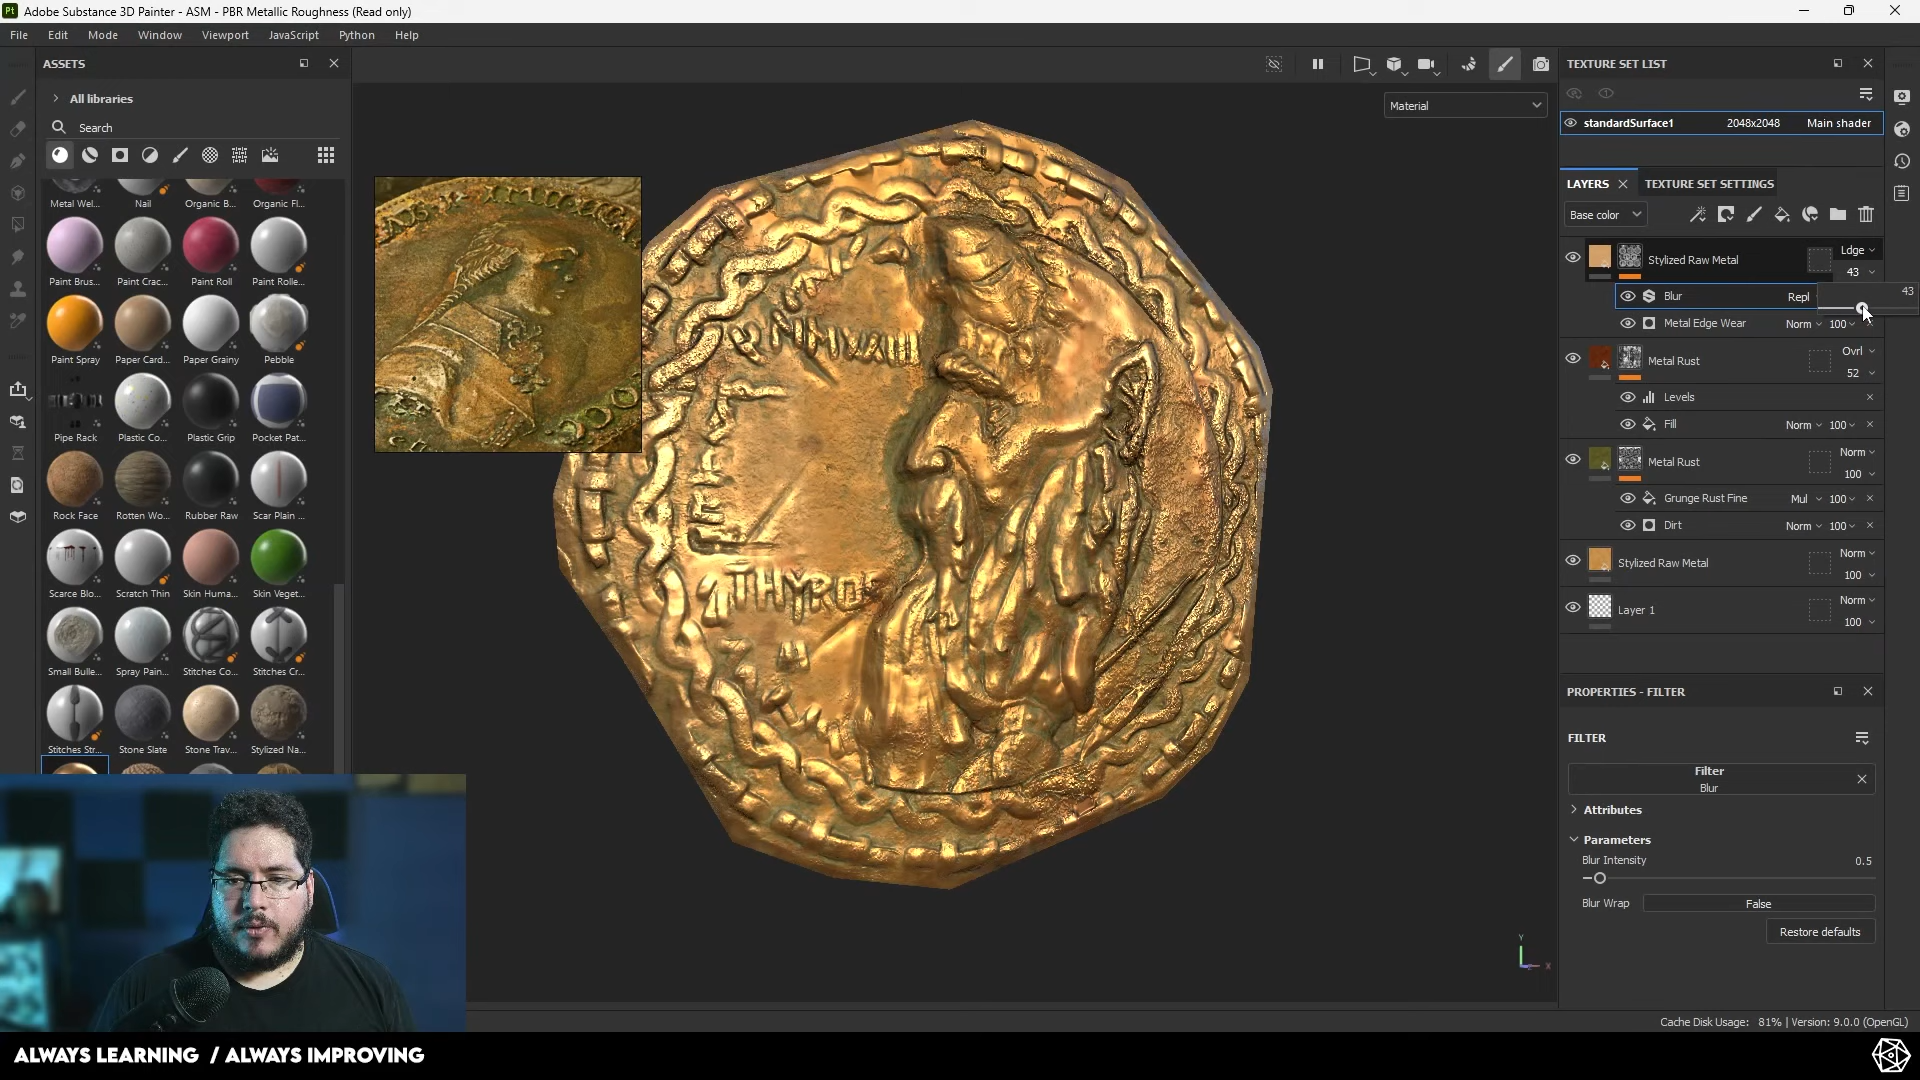 Adobe Substance 3D Painter - ASM - PBR Metallic Roughness (Read only)
File Edit Mode Window Viewport JavaScript Python Help
ASSETS
All libraries
Search
Metal Wel... Nail Organic B... Organic Fl...
Paint Brus... Paint Crac... Paint Roll Paint Rolle...
Paint Spray Paper Card... Paper Grainy Pebble
Pipe Rack Plastic Co... Plastic Grip Pocket Pat...
Rock Face Rotten Wo... Rubber Raw Scar Plain ...
Scarce Blo... Scratch Thin Skin Huma... Skin Veget...
Small Bulle... Spray Pain... Stitches Co... Stitches Cr...
Stitches Str... Stone Slate Stone Trav... Stylized Na...
Material
TEXTURE SET LIST
standardSurface1 2048x2048 Main shader
LAYERS TEXTURE SET SETTINGS
Base color
Stylized Raw Metal Ldge
43
Blur Repl 43
Metal Edge Wear Norm 100
Metal Rust Ovrl
52
Levels
Fill Norm 100
Metal Rust Norm
100
Grunge Rust Fine Mul 100
Dirt Norm 100
Stylized Raw Metal Norm
100
Layer 1 Norm
100
PROPERTIES - FILTER
FILTER
Filter
Blur
Attributes
Parameters
Blur Intensity 0.5
Blur Wrap False
Restore defaults
Y
X
Cache Disk Usage: 81% | Version: 9.0.0 (OpenGL)
ALWAYS LEARNING / ALWAYS IMPROVING